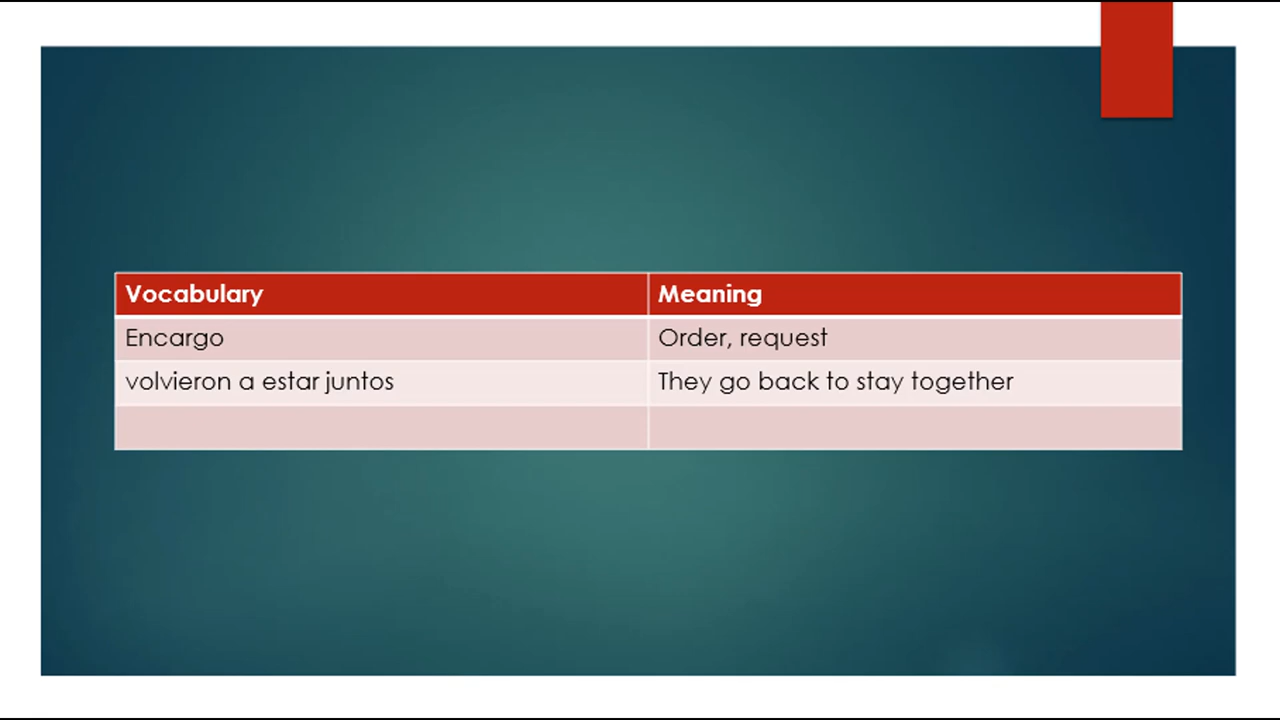 Vocabulary Meaning
Encargo Order, request
volvieron a estar juntos They go back to stay together